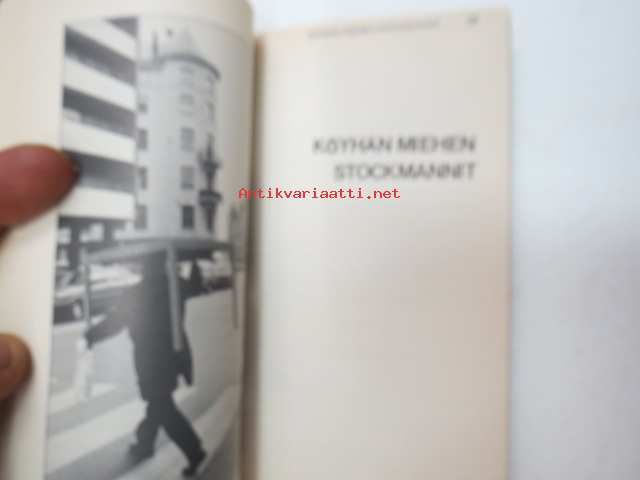 KÖYHÄN MIEHEN
STOCKMANNIT
Antikvariaatti.net